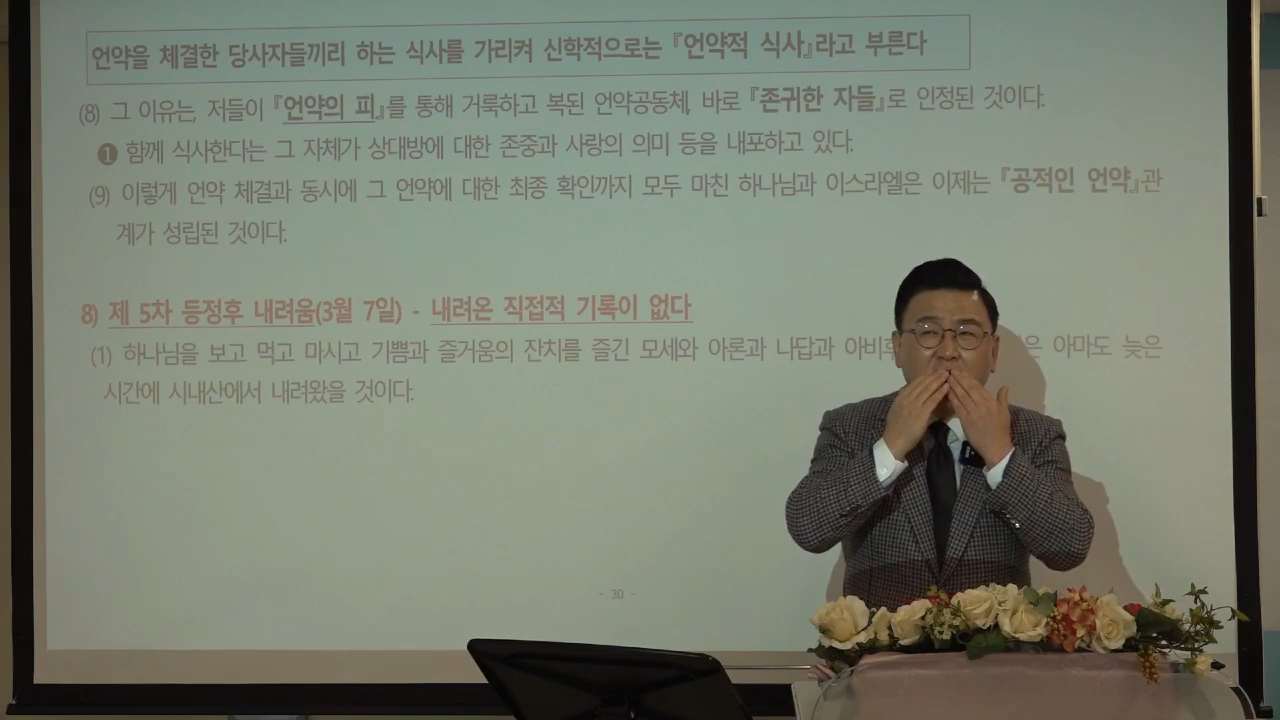 언약을 체결한 당사자들끼리 하는 식사를 가리켜 신학적으로는 『언약적 식사』라고 부른다
(8) 그 이유는, 저들이 『언약의 피』를 통해 거룩하고 복된 언약공동체, 바로 『존귀한 자들』로 인정된 것이다.
❶ 함께 식사한다는 그 자체가 상대방에 대한 존중과 사랑의 의미 등을 내포하고 있다.
(9) 이렇게 언약 체결과 동시에 그 언약에 대한 최종 확인까지 모두 마친 하나님과 이스라엘은 이제는 『공적인 언약』관
계가 성립된 것이다.
8) 제 5차 등정후 내려옴(3월 7일) - 내려온 직접적 기록이 없다
(1) 하나님을 보고 먹고 마시고 기쁨과 즐거움의 잔치를 즐긴 모세와 아론과 나답과 은 아마도 늦은
시간에 시내산에서 내려왔을 것이다.
- 30 -